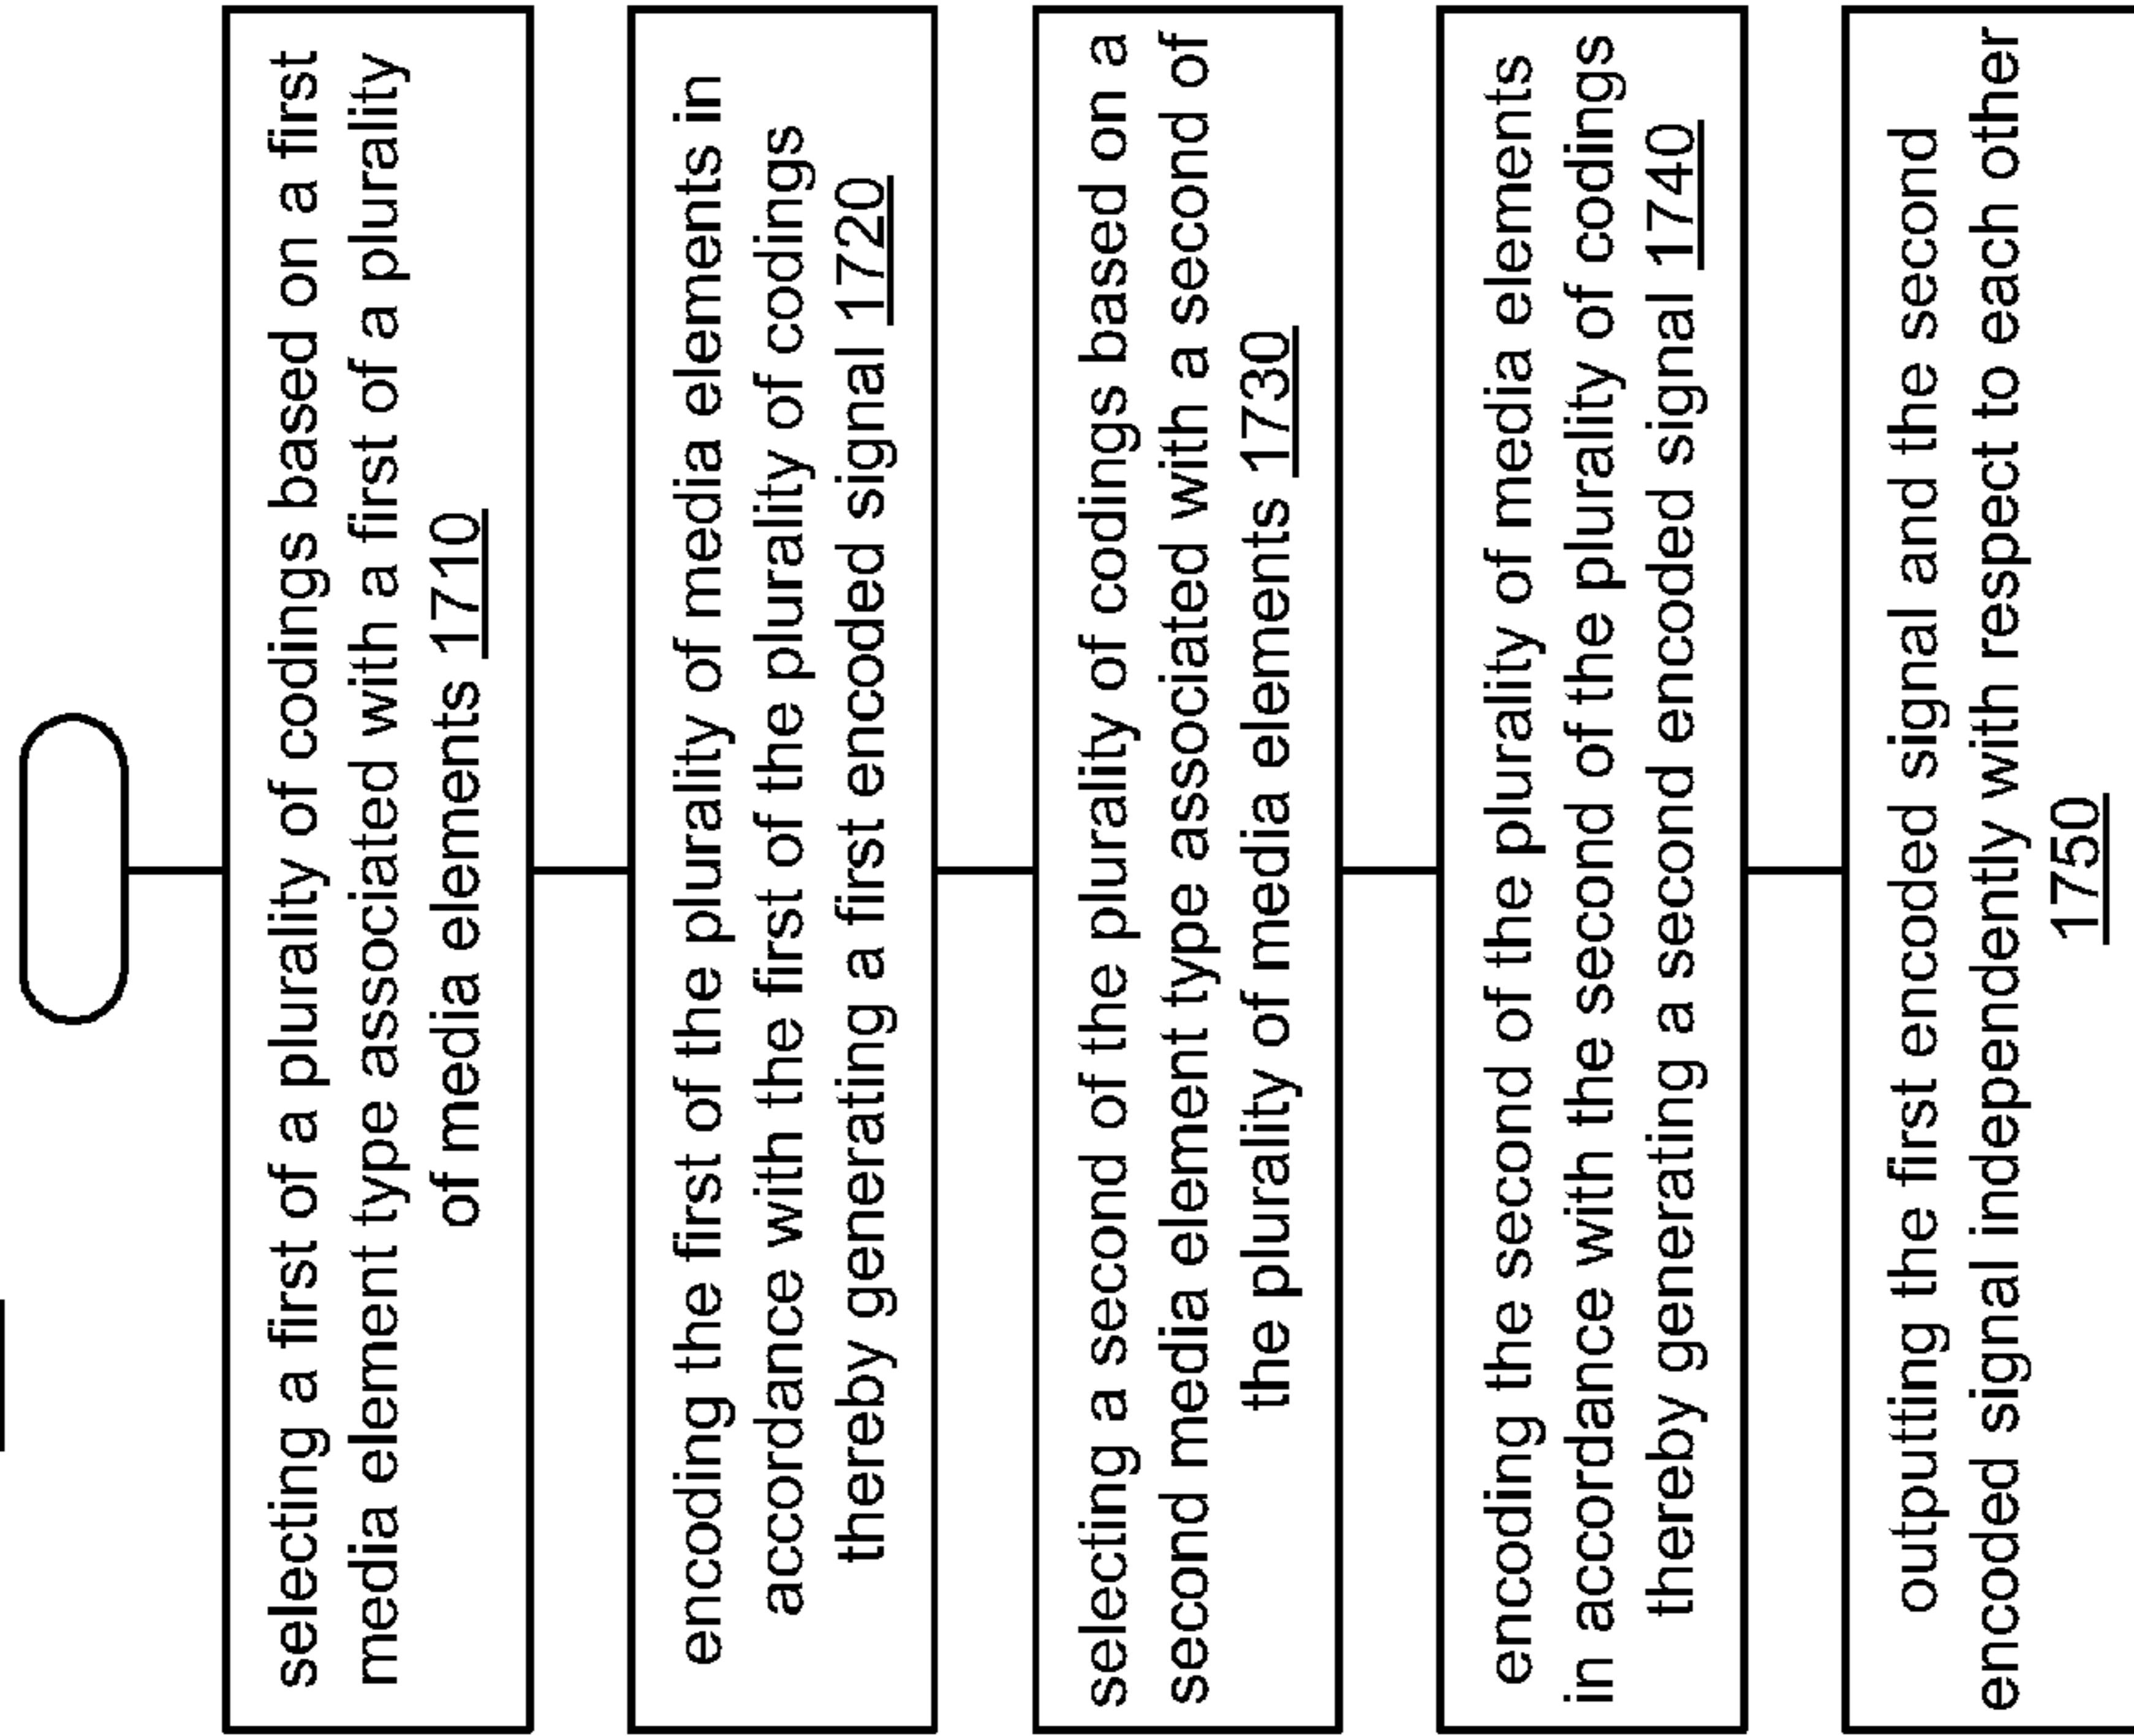 selecting a first of a plurality of codings based on a first
media element type associated with a first of a plurality
of media elements 1710
encoding the first of the plurality of media elements in
accordance with the first of the plurality of codings
thereby generating a first encoded signal 1720
selecting a second of the plurality of codings based on a
second media element type associated with a second of
the plurality of media elements 1730
encoding the second of the plurality of media elements
in accordance with the second of the plurality of codings
thereby generating a second encoded signal 1740
outputting the first encoded signal and the second
encoded signal independently with respect to each other
1750